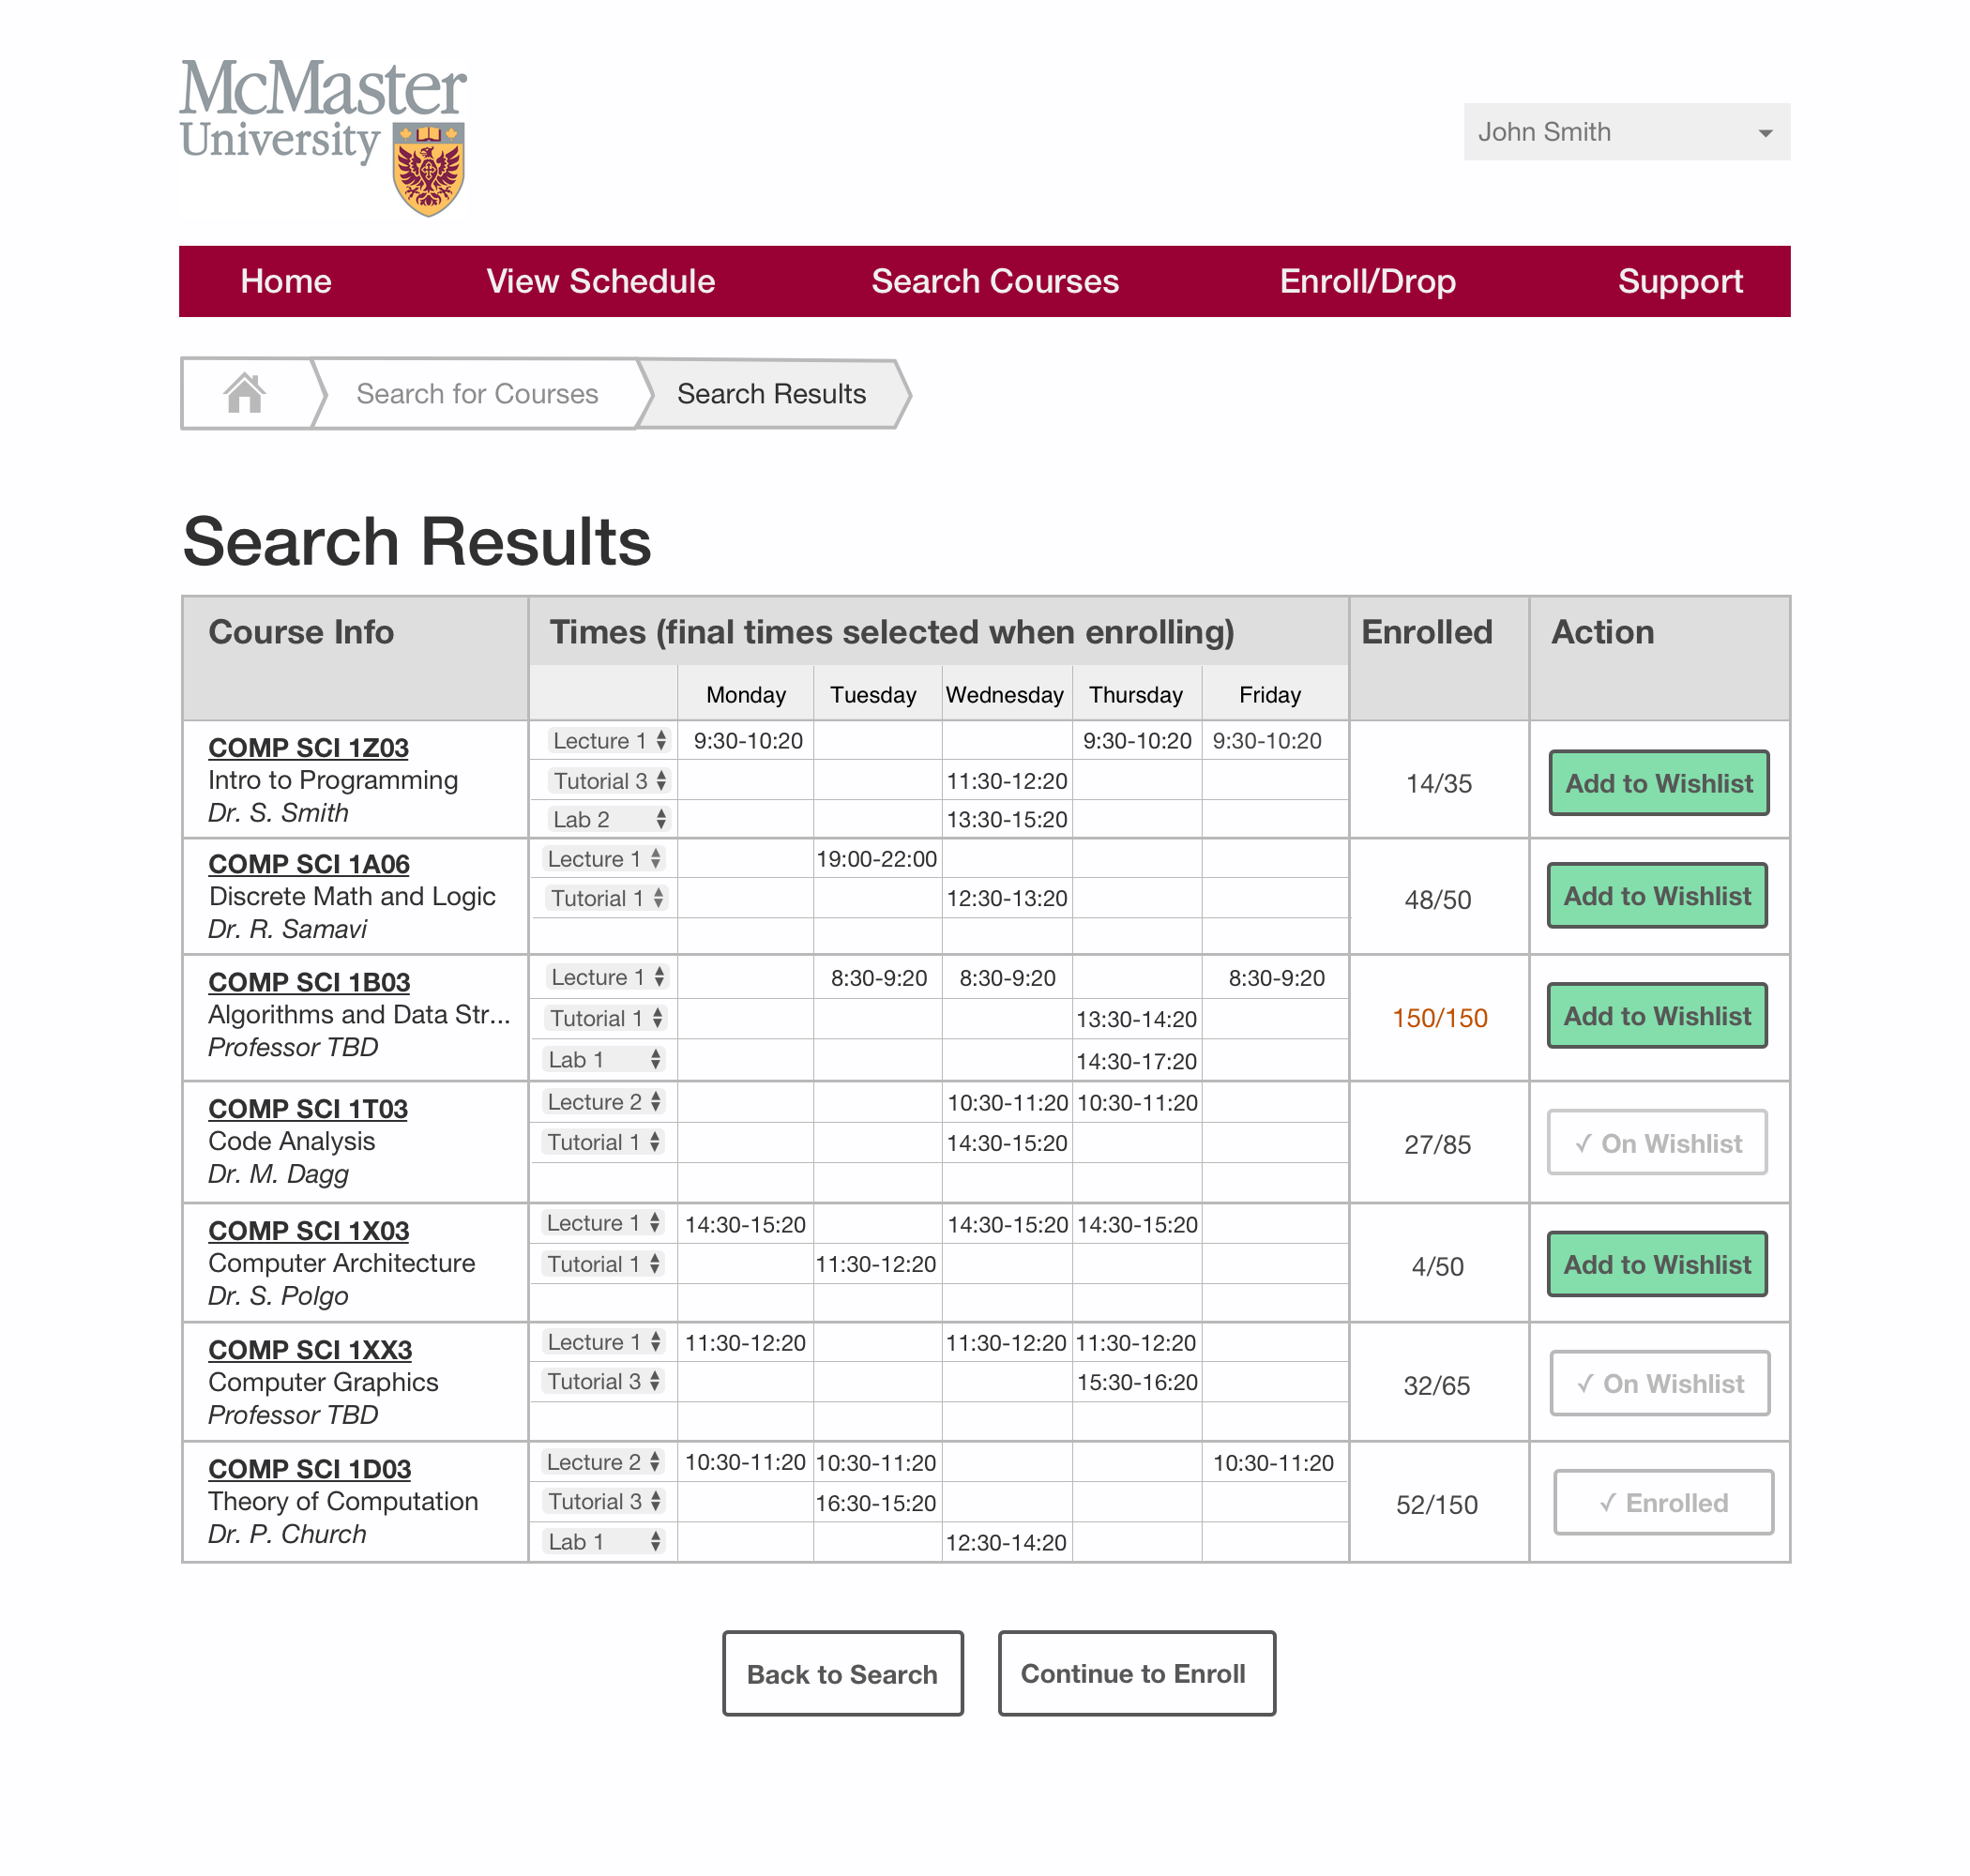 McMaster
University
John Smith
Home View Schedule Search Courses Enroll/Drop Support
Search for Courses Search Results
Search Results
Course Info Times (final times selected when enrolling) Enrolled Action
Monday Tuesday Wednesday Thursday Friday
COMP SCI 1Z03
Intro to Programming
Dr. S. Smith
Lecture 1 9:30-10:20 9:30-10:20 9:30-10:20
Tutorial 3 11:30-12:20
Lab 2 13:30-15:20
14/35
Add to Wishlist
COMP SCI 1A06
Discrete Math and Logic
Dr. R. Samavi
Lecture 1 19:00-22:00
Tutorial 1 12:30-13:20
48/50
Add to Wishlist
COMP SCI 1B03
Algorithms and Data Str...
Professor TBD
Lecture 1 8:30-9:20 8:30-9:20 8:30-9:20
Tutorial 1 13:30-14:20
Lab 1 14:30-17:20
150/150
Add to Wishlist
COMP SCI 1T03
Code Analysis
Dr. M. Dagg
Lecture 2 10:30-11:20 10:30-11:20
Tutorial 1 14:30-15:20
27/85
✓ On Wishlist
COMP SCI 1X03
Computer Architecture
Dr. S. Polgo
Lecture 1 14:30-15:20 14:30-15:20 14:30-15:20
Tutorial 1 11:30-12:20
4/50
Add to Wishlist
COMP SCI 1XX3
Computer Graphics
Professor TBD
Lecture 1 11:30-12:20 11:30-12:20 11:30-12:20
Tutorial 3 15:30-16:20
32/65
✓ On Wishlist
COMP SCI 1D03
Theory of Computation
Dr. P. Church
Lecture 2 10:30-11:20 10:30-11:20 10:30-11:20
Tutorial 3 16:30-15:20
Lab 1 12:30-14:20
52/150
✓ Enrolled
Back to Search Continue to Enroll